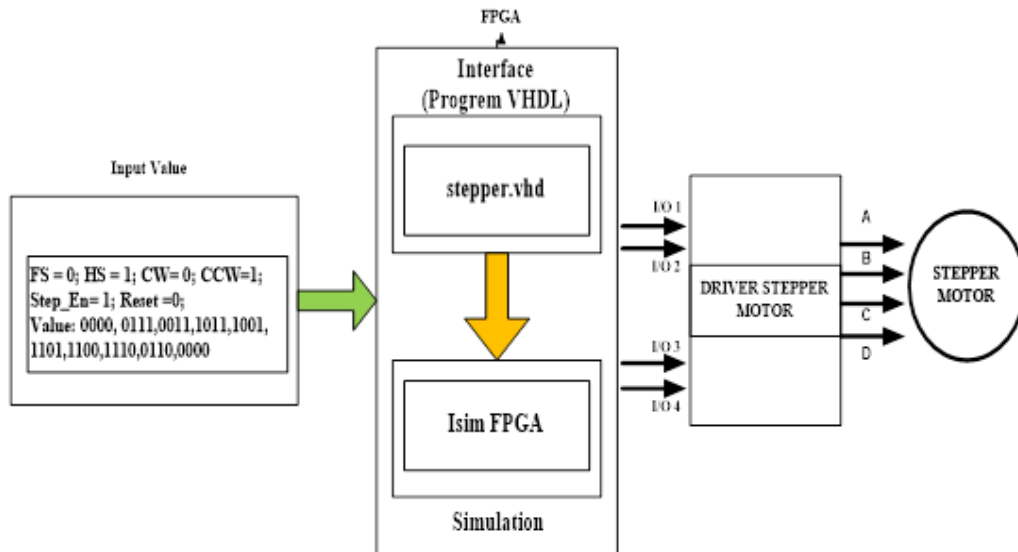 FPGA
Interface
(Progrem VHDL)
Input Value
stepper.vhd
FS = 0; HS = 1; CW= 0; CCW=1;
Step_En= 1; Reset =0;
Value: 0000, 0111,0011,1011,1001,
1101,1100,1110,0110,0000
I/O 1
I/O 2
DRIVER STEPPER
MOTOR
A
B
C
D
STEPPER
MOTOR
I/O 3
I/O 4
Isim FPGA
Simulation